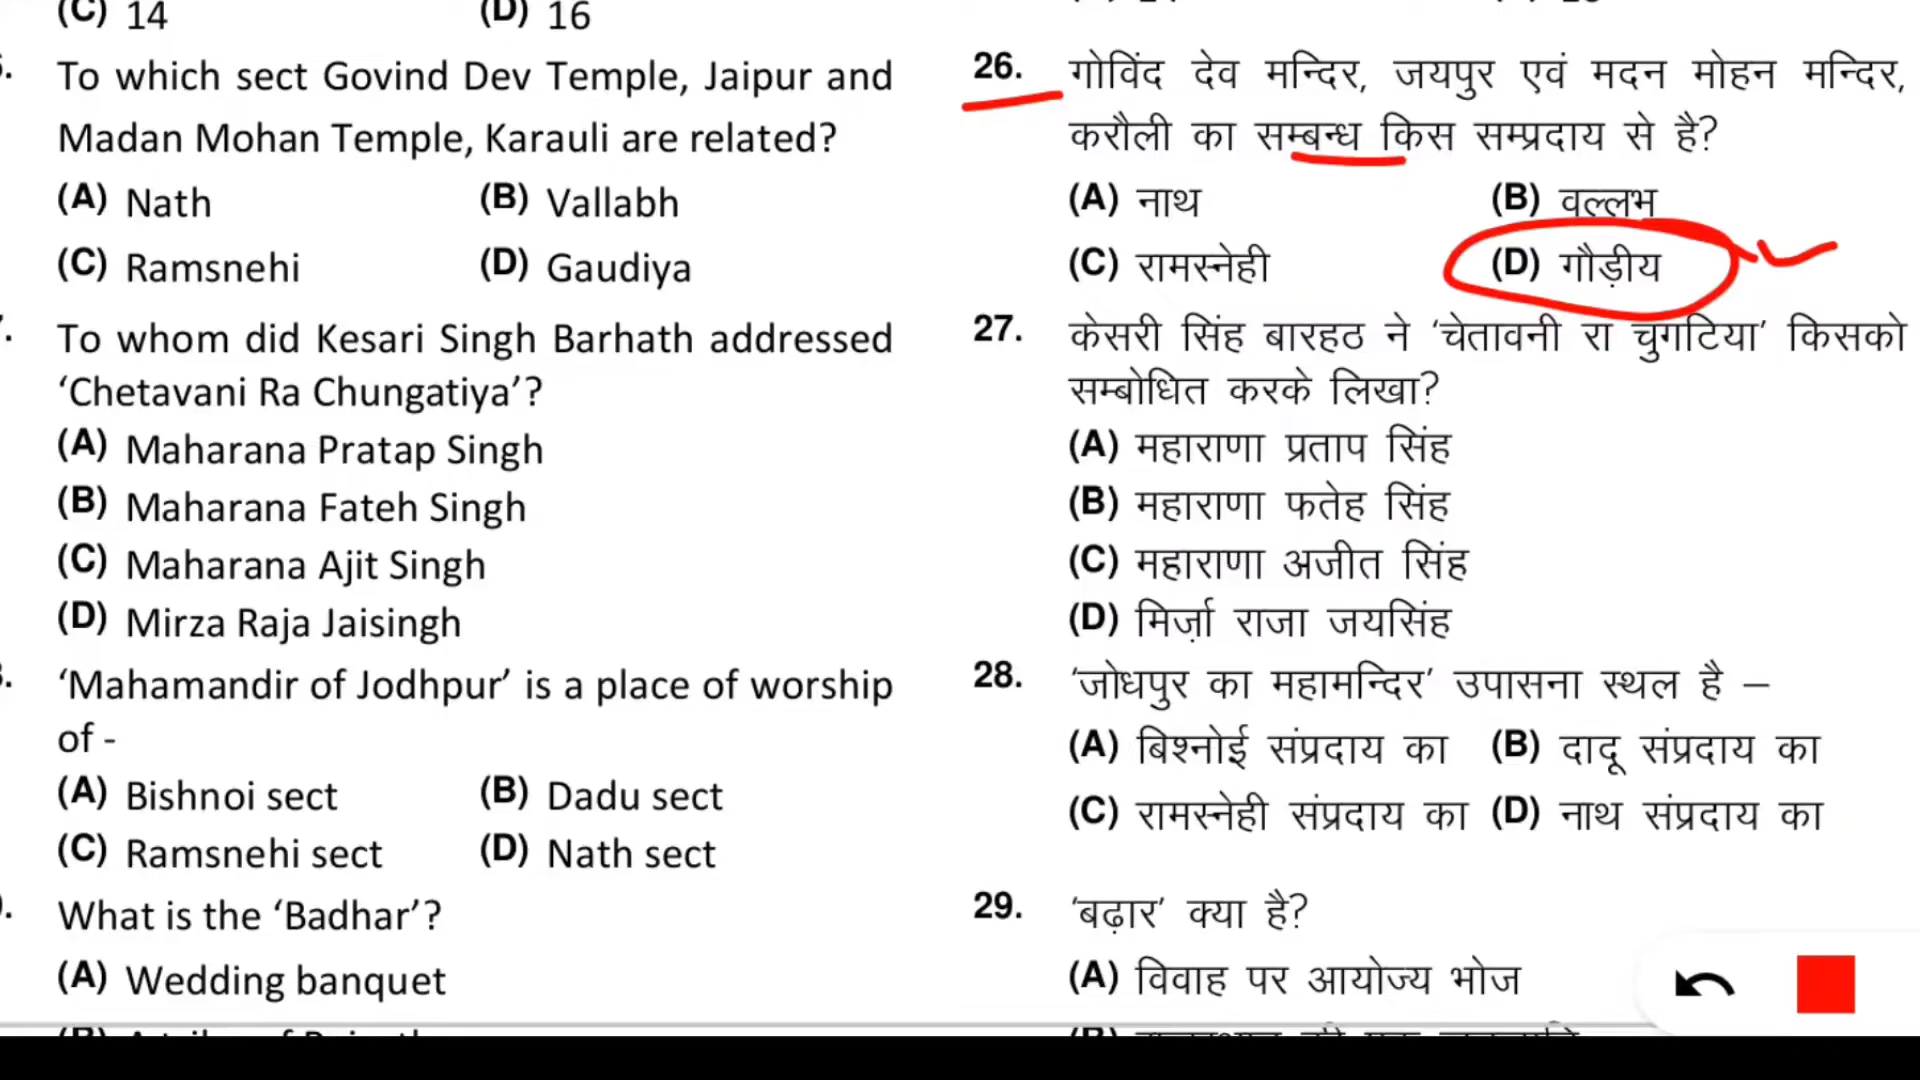 (C) 14 (D) 16
To which sect Govind Dev Temple, Jaipur and
Madan Mohan Temple, Karauli are related?
(A) Nath (B) Vallabh
(C) Ramsnehi (D) Gaudiya
To whom did Kesari Singh Barhath addressed
‘Chetavani Ra Chungatiya’?
(A) Maharana Pratap Singh
(B) Maharana Fateh Singh
(C) Maharana Ajit Singh
(D) Mirza Raja Jaisingh
‘Mahamandir of Jodhpur’ is a place of worship
of -
(A) Bishnoi sect (B) Dadu sect
(C) Ramsnehi sect (D) Nath sect
What is the ‘Badhar’?
(A) Wedding banquet
26. गोविंद देव मन्दिर, जयपुर एवं मदन मोहन मन्दिर,
करौली का सम्बन्ध किस सम्प्रदाय से है?
(A) नाथ (B) वल्लभ
(C) रामस्नेही (D) गौड़ीय
27. केसरी सिंह बारहठ ने ‘चेतावनी रा चुगटिया’ किसको
सम्बोधित करके लिखा?
(A) महाराणा प्रताप सिंह
(B) महाराणा फतेह सिंह
(C) महाराणा अजीत सिंह
(D) मिर्ज़ा राजा जयसिंह
28. ‘जोधपुर का महामन्दिर’ उपासना स्थल है –
(A) बिश्नोई संप्रदाय का (B) दादू संप्रदाय का
(C) रामस्नेही संप्रदाय का (D) नाथ संप्रदाय का
29. ‘बढ़ार’ क्या है?
(A) विवाह पर आयोज्य भोज